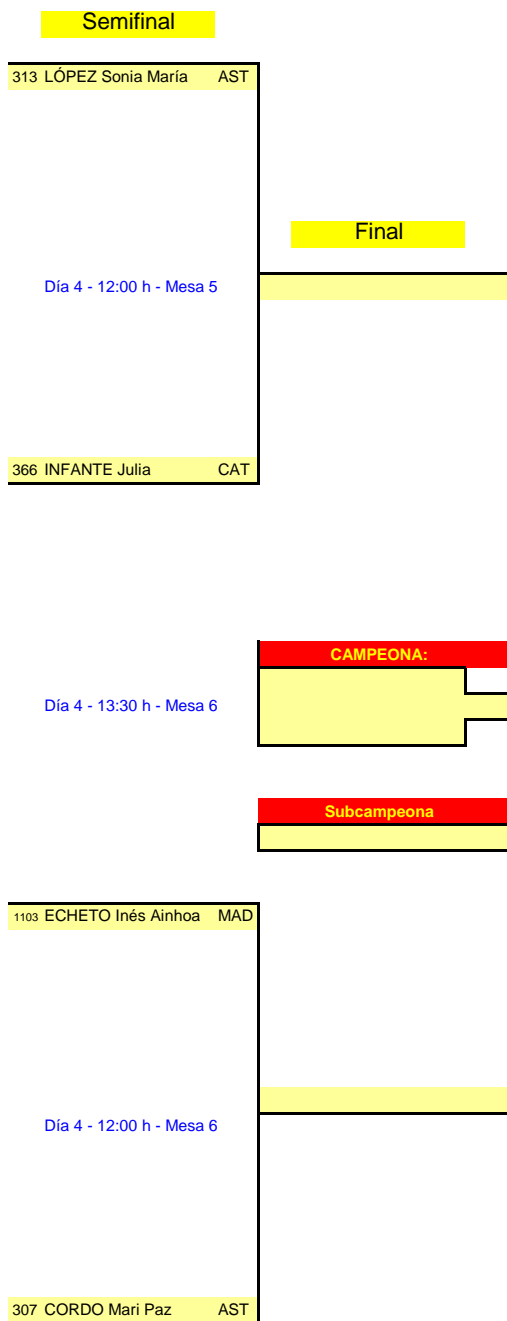 Semifinal
313 LÓPEZ Sonia María AST
Final
Día 4 - 12:00 h - Mesa 5
366 INFANTE Julia CAT
CAMPEONA:
Día 4 - 13:30 h - Mesa 6
Subcampeona
1103 ECHETO Inés Ainhoa MAD
Día 4 - 12:00 h - Mesa 6
307 CORDO Mari Paz AST